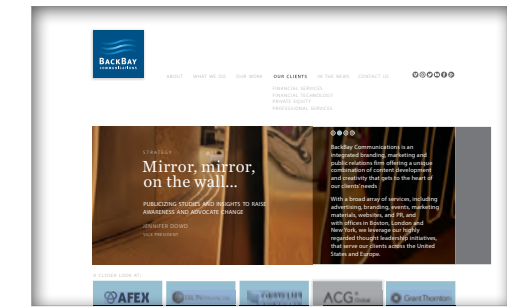 BACKBAY
communications
ABOUT WHAT WE DO OUR WORK OUR CLIENTS IN THE NEWS CONTACT US
FINANCIAL SERVICES
FINANCIAL TECHNOLOGY
PRIVATE EQUITY
PROFESSIONAL SERVICES
STRATEGY
Mirror, mirror,
on the wall...
PUBLICIZING STUDIES AND INSIGHTS TO RAISE
AWARENESS AND ADVOCATE CHANGE
JENNIFER DOWD
VICE PRESIDENT
BackBay Communications is an
integrated branding, marketing and
public relations firm offering a unique
combination of content development
and creativity that gets to the heart of
our clients' needs
With a broad array of services, including
advertising, branding, events, marketing
materials, websites, and PR, and
with offices in Boston, London and
New York, we leverage our highly
regarded thought leadership initiatives,
that serve our clients across the United
States and Europe.
A CLOSER LOOK AT:
AFEX
ACG Global
Grant Thornton